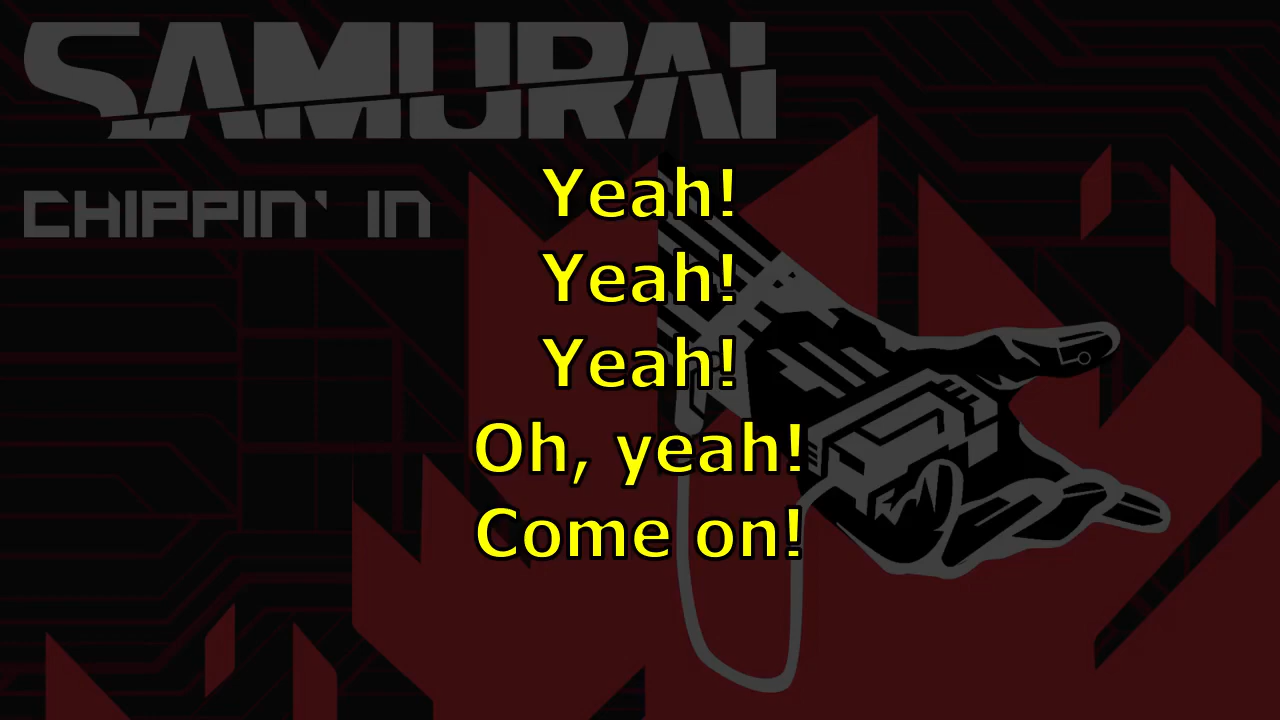 SAMURAI
CHIPPIN' IN
Yeah!
Yeah!
Yeah!
Oh, yeah!
Come on!